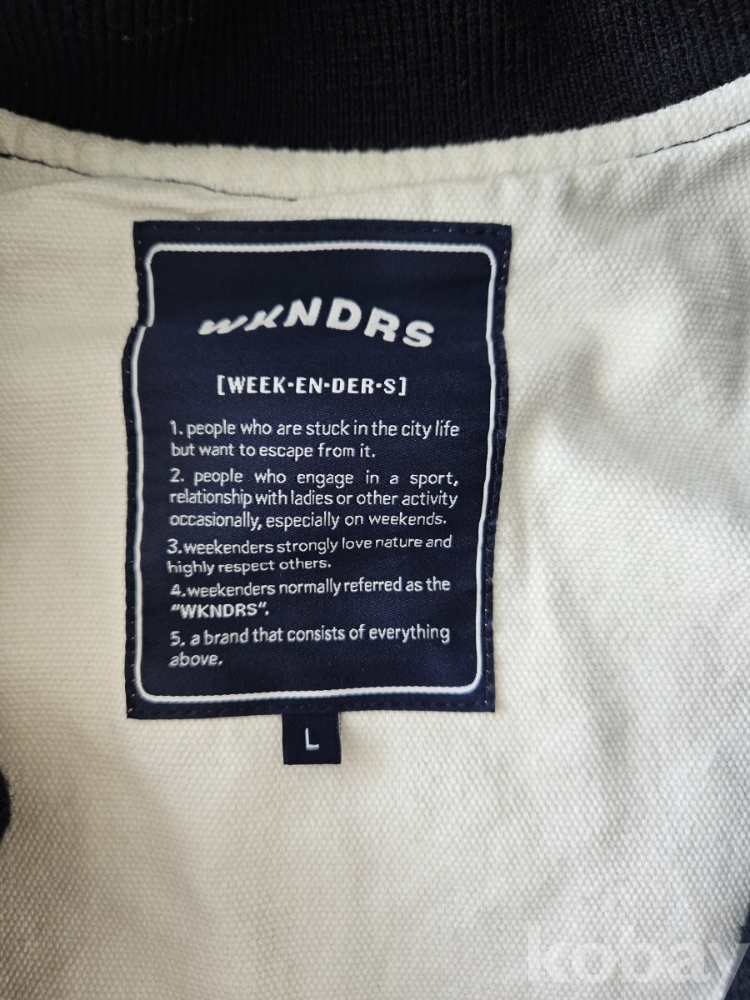 WKNDRS
[WEEK·EN·DER·S]
1. people who are stuck in the city life
but want to escape from it.
2. people who engage in a sport,
relationship with ladies or other activity
occasionally, especially on weekends.
3.weekenders strongly love nature and
highly respect others.
4.weekenders normally referred as the
"WKNDRS".
5. a brand that consists of everything
above.
L
kobay